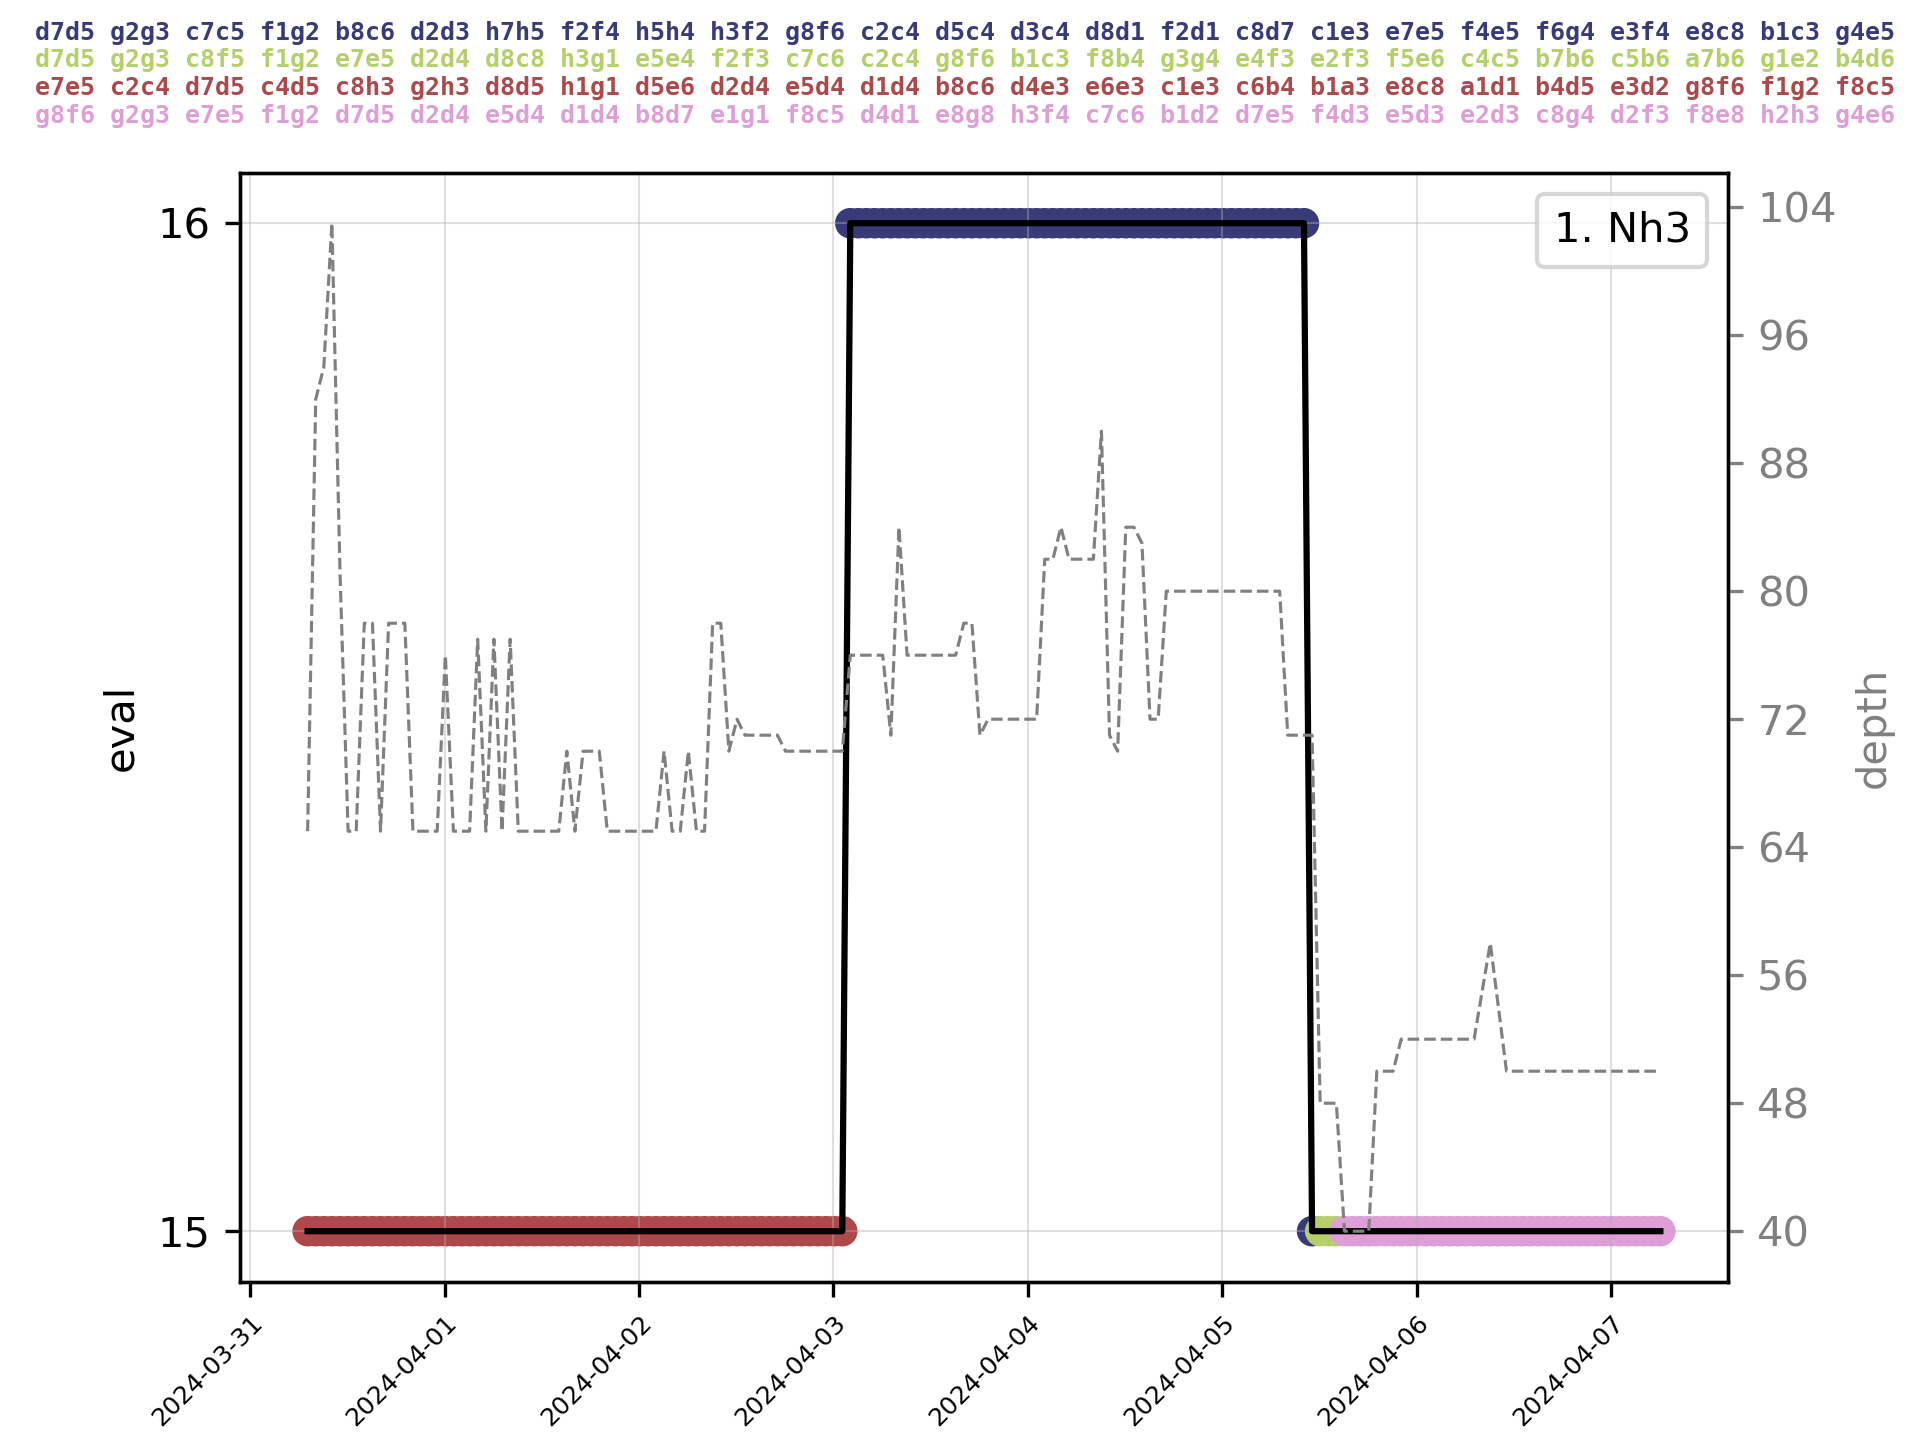 d7d5 g2g3 c7c5 f1g2 b8c6 d2d3 h7h5 f2f4 h5h4 h3f2 g8f6 c2c4 d5c4 d3c4 d8d1 f2d1 c8d7 c1e3 e7e5 f4e5 f6g4 e3f4 e8c8 b1c3 g4e5
d7d5 g2g3 c8f5 f1g2 e7e5 d2d4 d8c8 h3g1 e5e4 f2f3 c7c6 c2c4 g8f6 b1c3 f8b4 g3g4 e4f3 e2f3 f5e6 c4c5 b7b6 c5b6 a7b6 g1e2 b4d6
e7e5 c2c4 d7d5 c4d5 c8h3 g2h3 d8d5 h1g1 d5e6 d2d4 e5d4 d1d4 b8c6 d4e3 e6e3 c1e3 c6b4 b1a3 e8c8 a1d1 b4d5 e3d2 g8f6 f1g2 f8c5
g8f6 g2g3 e7e5 f1g2 d7d5 d2d4 e5d4 d1d4 b8d7 e1g1 f8c5 d4d1 e8g8 h3f4 c7c6 b1d2 d7e5 f4d3 e5d3 e2d3 c8g4 d2f3 f8e8 h2h3 g4e6
1. Nh3
eval
16
15
depth
104
96
88
80
72
64
56
48
40
2024-03-31
2024-04-01
2024-04-02
2024-04-03
2024-04-04
2024-04-05
2024-04-06
2024-04-07